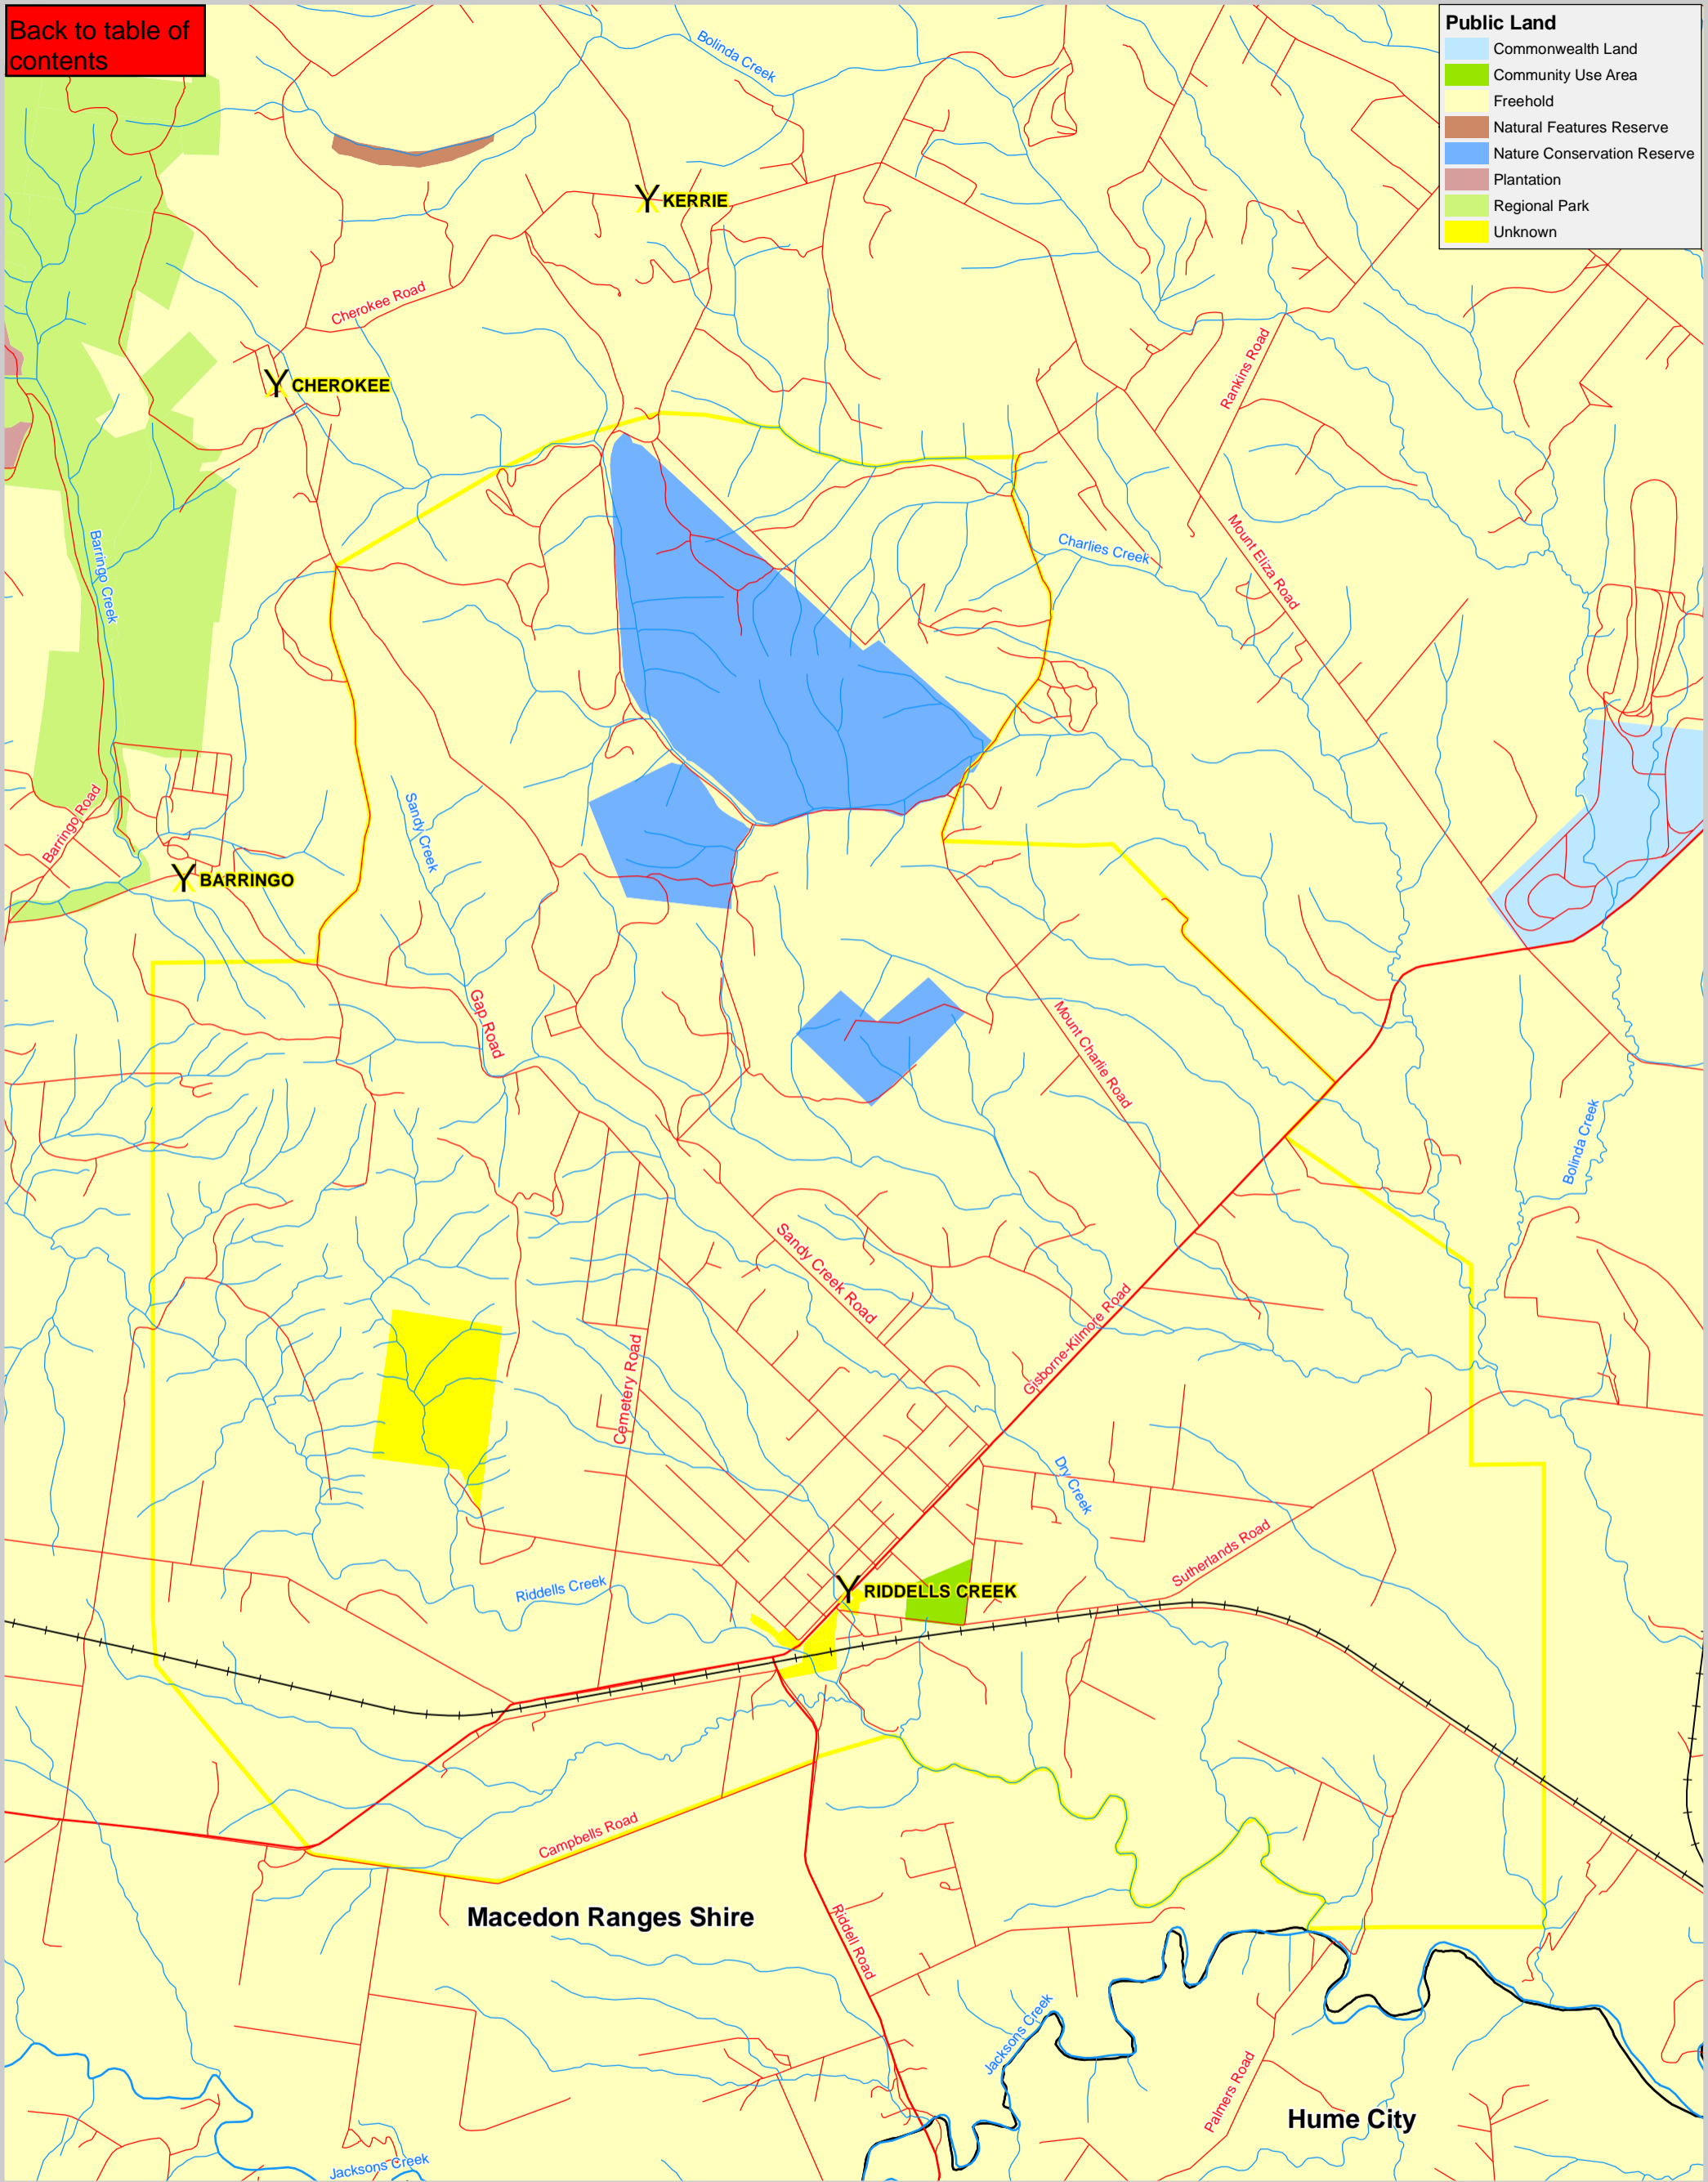 Back to table of
contents
Public Land
Commonwealth Land
Community Use Area
Freehold
Natural Features Reserve
Nature Conservation Reserve
Plantation
Regional Park
Unknown
Bolinda Creek
KERRIE
Cherokee Road
CHEROKEE
Rankins Road
Barringo Creek
Charlies Creek
Mount Eliza Road
Barringo Road
Sandy Creek
BARRINGO
Gap Road
Mount Charlie Road
Bolinda Creek
Sandy Creek Road
Gisborne-Kilmore Road
Cemetery Road
Dry Creek
Sutherlands Road
Riddells Creek
RIDDELLS CREEK
Campbells Road
Macedon Ranges Shire
Riddell Road
Jacksons Creek
Palmers Road
Hume City
Jacksons Creek